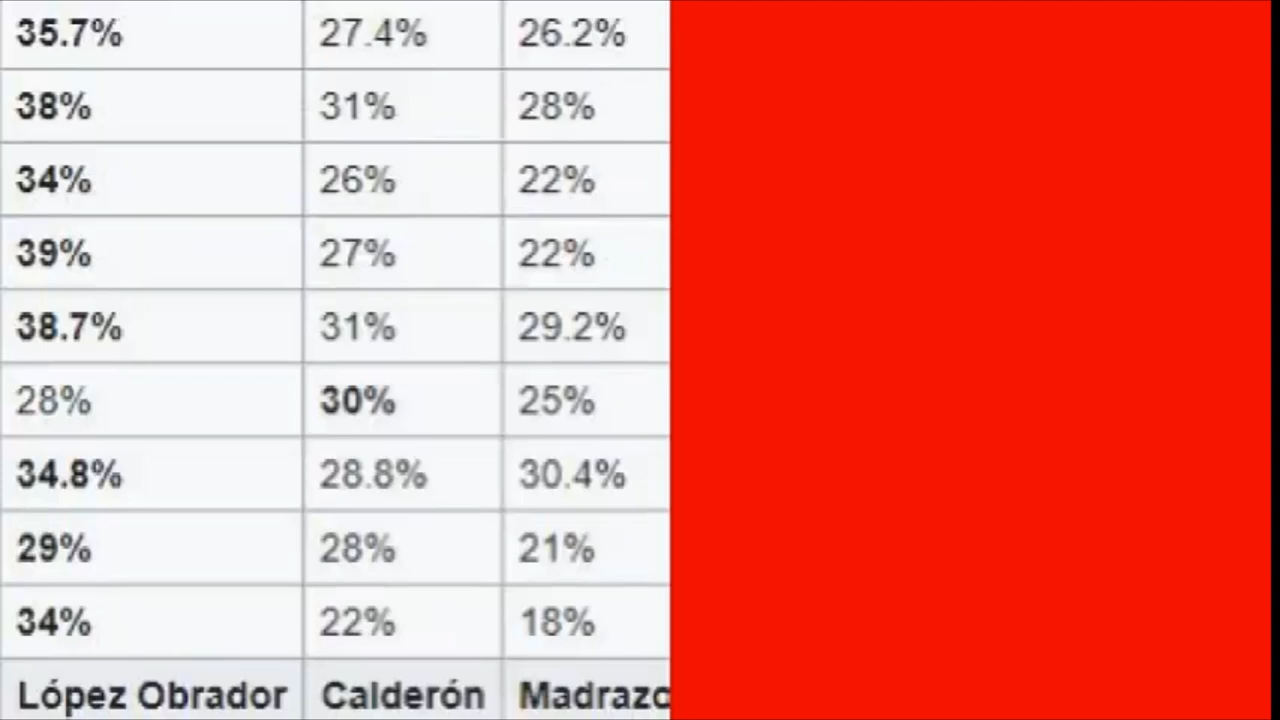 35.7% 27.4% 26.2%
38% 31% 28%
34% 26% 22%
39% 27% 22%
38.7% 31% 29.2%
28% 30% 25%
34.8% 28.8% 30.4%
29% 28% 21%
34% 22% 18%
López Obrador Calderón Madrazo